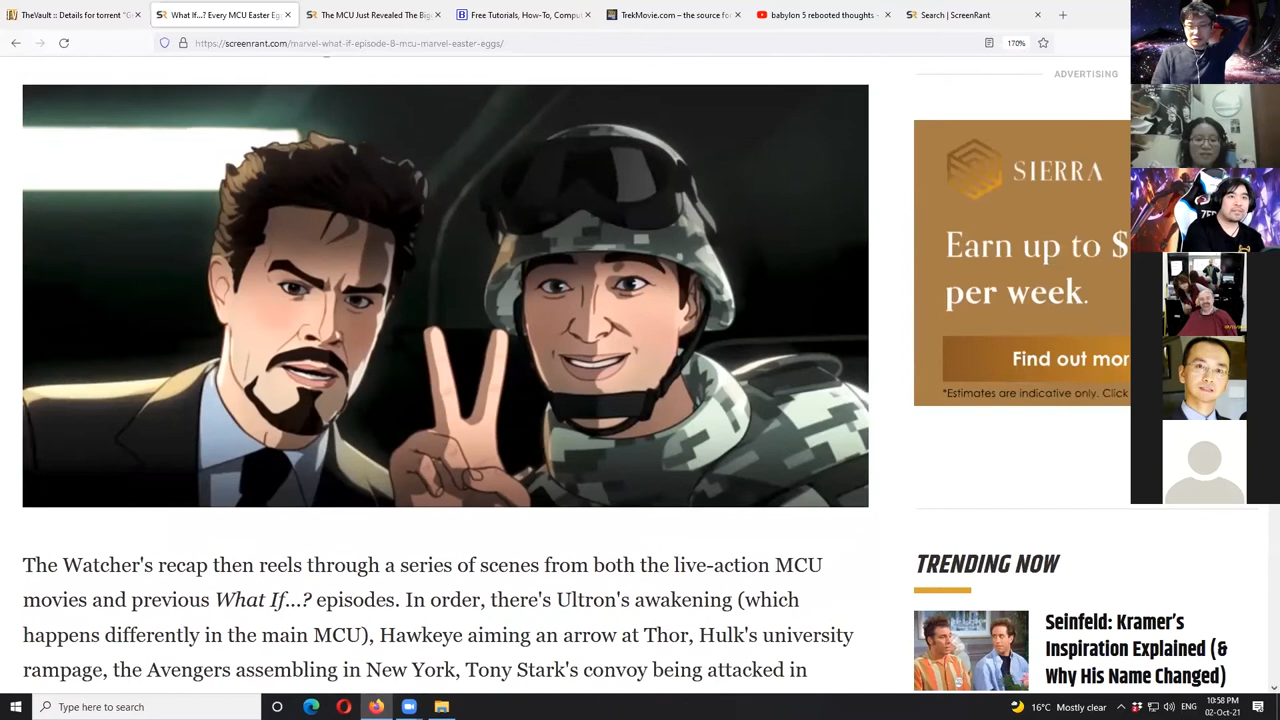 TheVault :: Details for torrent "G
What If...? Every MCU Easter Eg
The MCU Just Revealed The Big
Free Tutorials, How-To, Compu
TrekMovie.com – the source for
babylon 5 rebooted thoughts -
Search | ScreenRant
https://screenrant.com/marvel-what-if-episode-8-mcu-marvel-easter-eggs/
170%
ADVERTISING
SIERRA
Earn up to $
per week.
Find out mor
*Estimates are indicative only. Click
The Watcher's recap then reels through a series of scenes from both the live-action MCU
movies and previous What If...? episodes. In order, there's Ultron's awakening (which
happens differently in the main MCU), Hawkeye aiming an arrow at Thor, Hulk's university
rampage, the Avengers assembling in New York, Tony Stark's convoy being attacked in
TRENDING NOW
Seinfeld: Kramer's
Inspiration Explained (&
Why His Name Changed)
Type here to search
16°C Mostly clear
10:58 PM
02-Oct-21